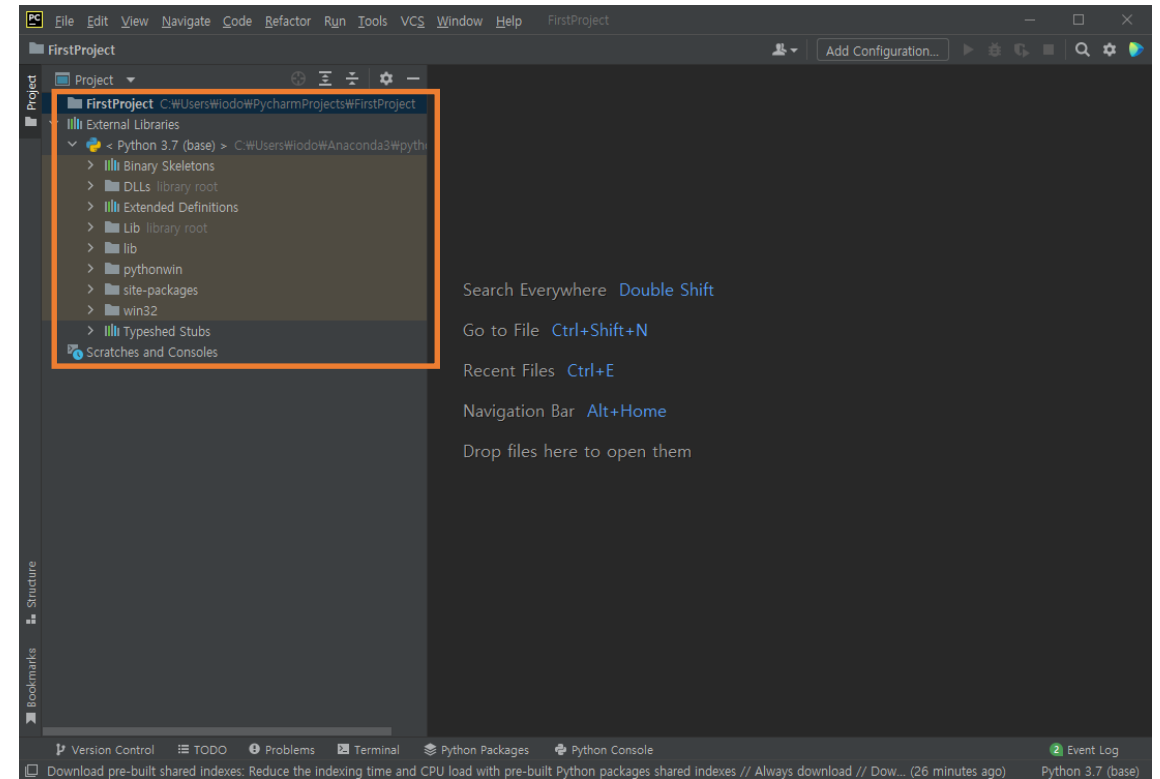 PC File Edit View Navigate Code Refactor Run Tools VCS Window Help FirstProject
FirstProject Add Configuration...
Project
Project
FirstProject C:₩Users₩iodo₩PycharmProjects₩FirstProject
External Libraries
< Python 3.7 (base) > C:₩Users₩iodo₩Anaconda3₩pyth
Binary Skeletons
DLLs library root
Extended Definitions
Lib library root
lib
pythonwin
site-packages
win32
Typeshed Stubs
Scratches and Consoles
Search Everywhere Double Shift
Go to File Ctrl+Shift+N
Recent Files Ctrl+E
Navigation Bar Alt+Home
Drop files here to open them
Structure
Bookmarks
Version Control TODO Problems Terminal Python Packages Python Console 2 Event Log
Download pre-built shared indexes: Reduce the indexing time and CPU load with pre-built Python packages shared indexes // Always download // Dow... (26 minutes ago) Python 3.7 (base)